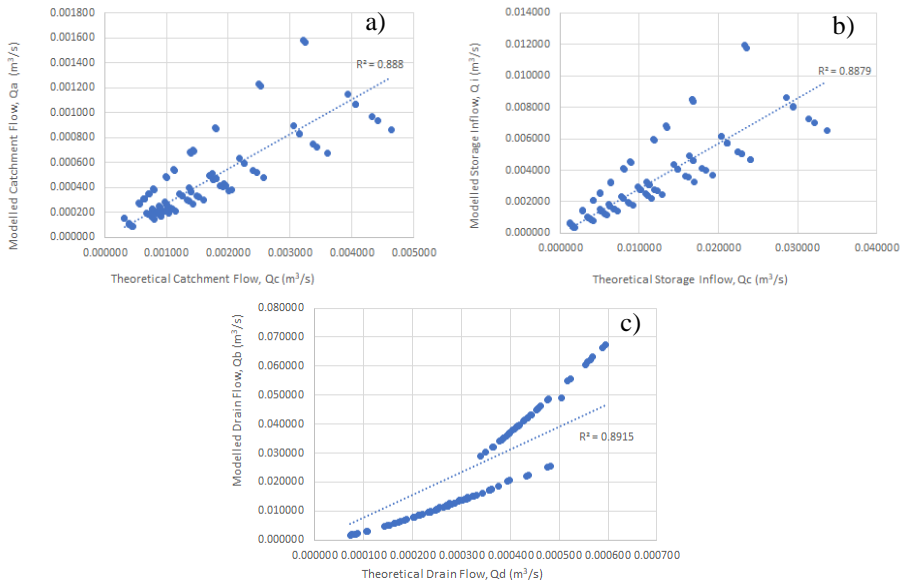 a)
0.001800
0.001600
0.001400
0.001200
0.001000
0.000800
0.000600
0.000400
0.000200
0.000000
Modelled Catchment Flow, Qa (m³/s)
R² = 0.888
0.000000 0.001000 0.002000 0.003000 0.004000 0.005000
Theoretical Catchment Flow, Qc (m³/s)
b)
0.014000
0.012000
0.010000
0.008000
0.006000
0.004000
0.002000
0.000000
Modelled Storage Inflow, Q i (m³/s)
R² = 0.8879
0.000000 0.010000 0.020000 0.030000 0.040000
Theoretical Storage Inflow, Qc (m³/s)
c)
0.080000
0.070000
0.060000
0.050000
0.040000
0.030000
0.020000
0.010000
0.000000
Modelled Drain Flow, Qb (m³/s)
R² = 0.8915
0.000000 0.000100 0.000200 0.000300 0.000400 0.000500 0.000600 0.000700
Theoretical Drain Flow, Qd (m³/s)